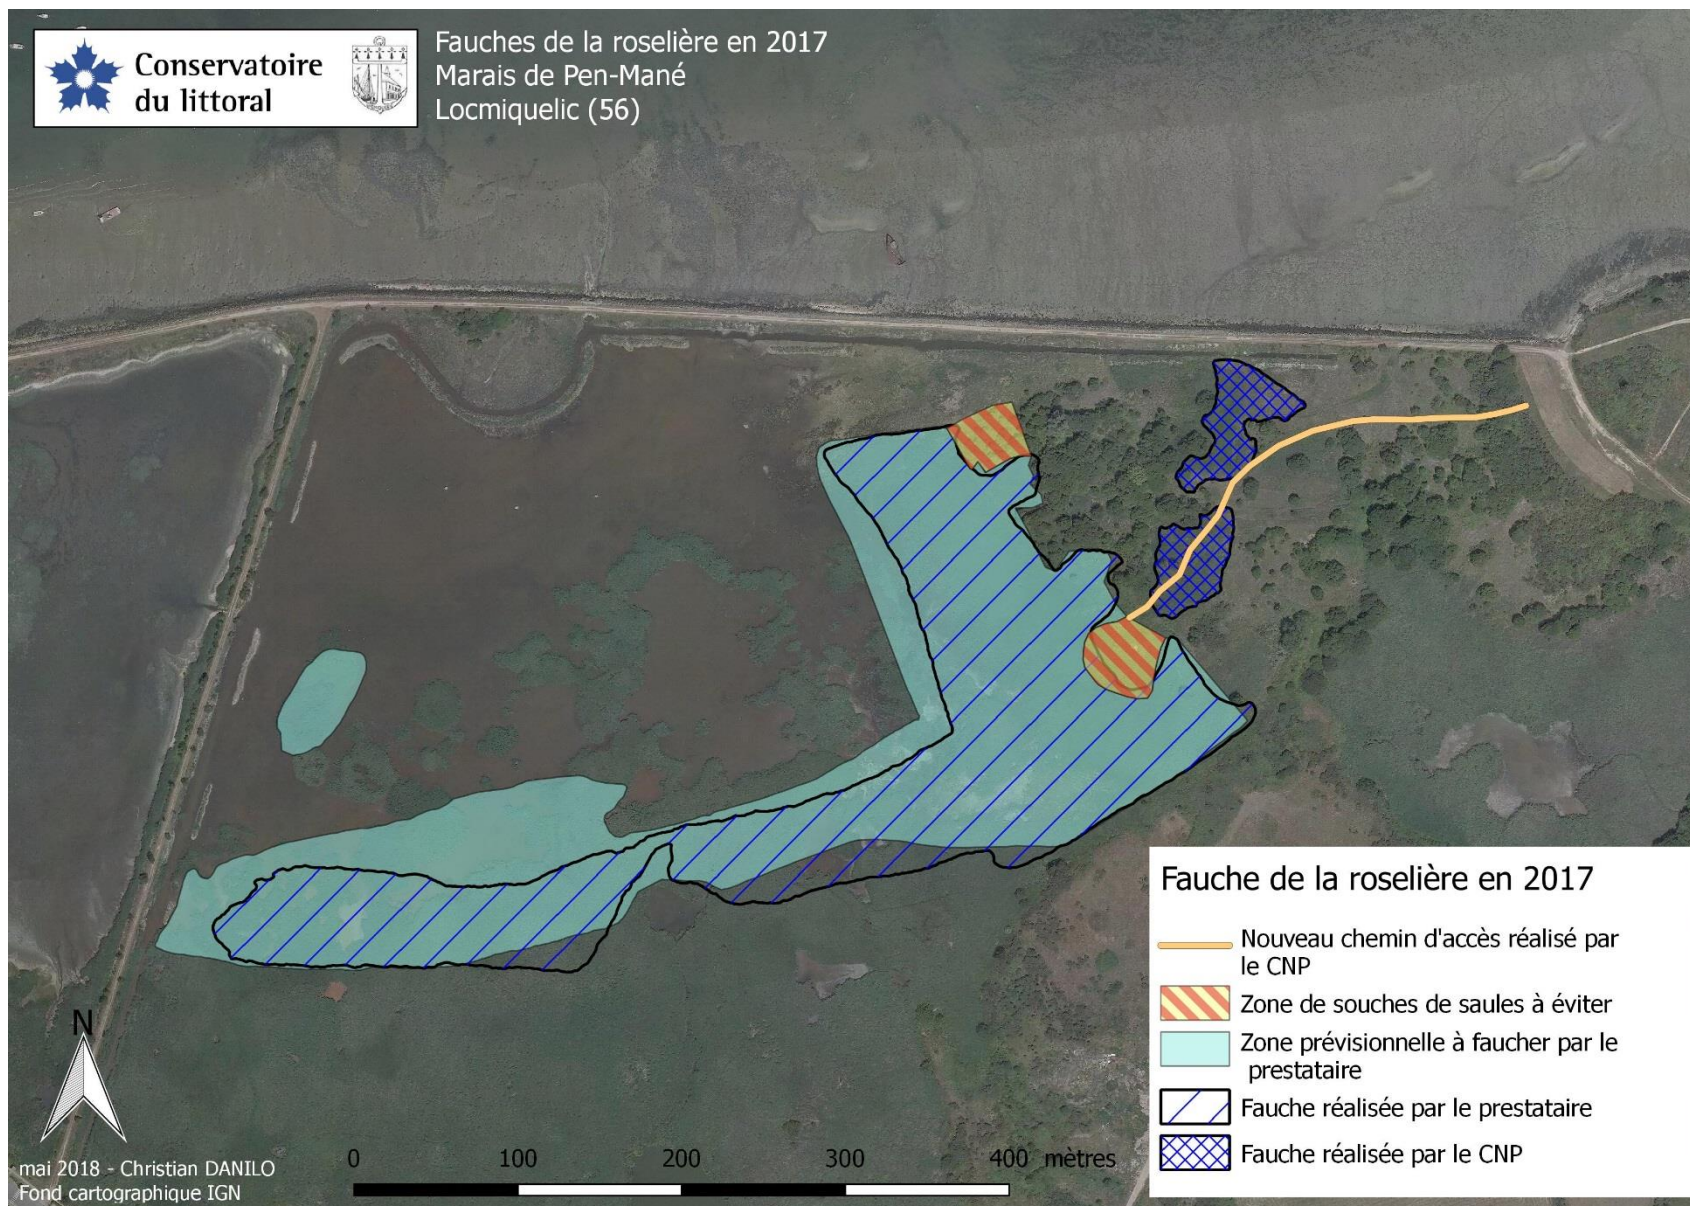 Conservatoire
du littoral
Fauches de la roselière en 2017
Marais de Pen-Mané
Locmiquelic (56)
Fauche de la roselière en 2017
Nouveau chemin d'accès réalisé par
le CNP
Zone de souches de saules à éviter
Zone prévisionnelle à faucher par le
prestataire
Fauche réalisée par le prestataire
Fauche réalisée par le CNP
N
mai 2018 - Christian DANILO
Fond cartographique IGN
0 100 200 300 400 mètres